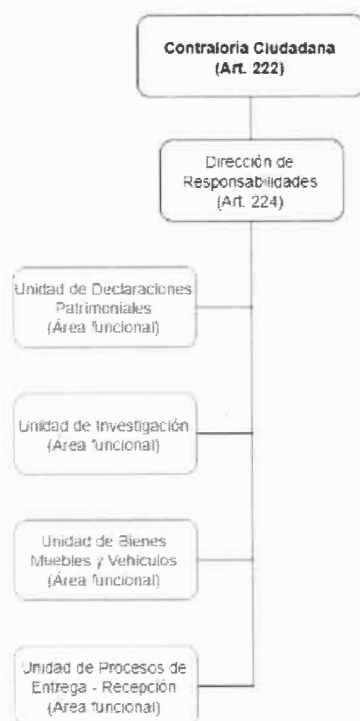 Contraloría Ciudadana
(Art. 222)
Dirección de
Responsabilidades
(Art. 224)
Unidad de Declaraciones
Patrimoniales
(Área funcional)
Unidad de Investigación
(Área funcional)
Unidad de Bienes
Muebles y Vehículos
(Área funcional)
Unidad de Procesos de
Entrega - Recepción
(Área funcional)